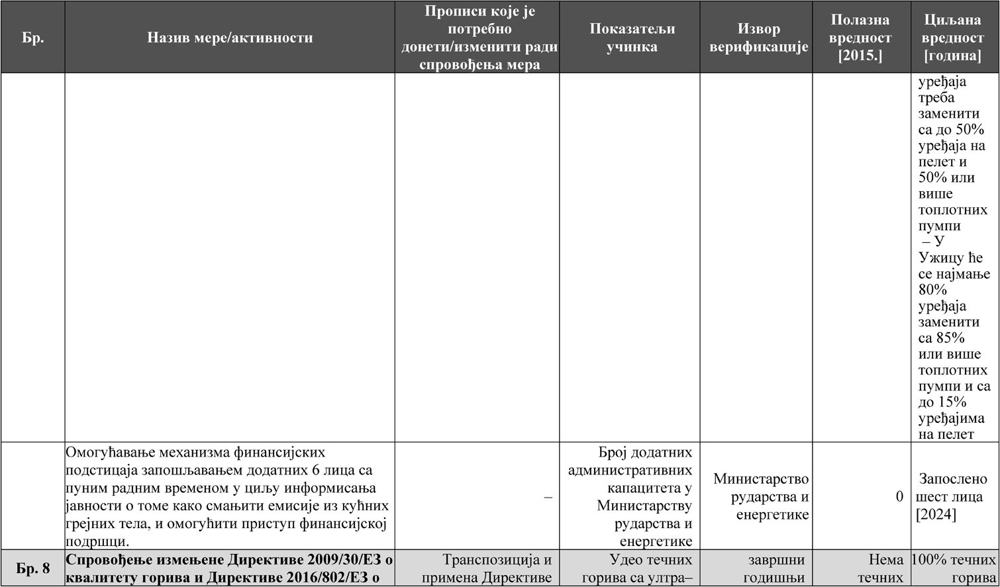 Бр.
Назив мере/активности
Прописи које је
потребно
донети/изменити ради
спровођења мера
Показатељи
учинка
Извор
верификације
Полазна
вредност
[2015.]
Циљана
вредност
[година]
уређаја
треба
заменити
са до 50%
уређаја на
пелет и
50% или
више
топлотних
пумпи
– У
Ужицу ће
се најмање
80%
уређаја
заменити
са 85%
или више
топлотних
пумпи и са
до 15%
уређајима
на пелет
Омогућавање механизма финансијских
подстицаја запошљавањем додатних 6 лица са
пуним радним временом у циљу информисања
јавности о томе како смањити емисије из кућних
грејних тела, и омогућити приступ финансијској
подршци.
–
Број додатних
административних
капацитета у
Министарству
рударства и
енергетике
Министарство
рударства и
енергетике
0
Запослено
шест лица
[2024]
Бр. 8
Спровођење измењене Директиве 2009/30/ЕЗ о
квалитету горива и Директиве 2016/802/ЕЗ о
Транспозиција и
примена Директиве
Удео течних
горива са ултра–
завршни
годишњи
Нема
течних
100% течних
горива